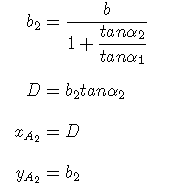 b_2 = \frac{b}{1 + \frac{tan\alpha_2}{tan\alpha_1}}
D = b_2 tan\alpha_2
x_{A_2} = D
y_{A_2} = b_2